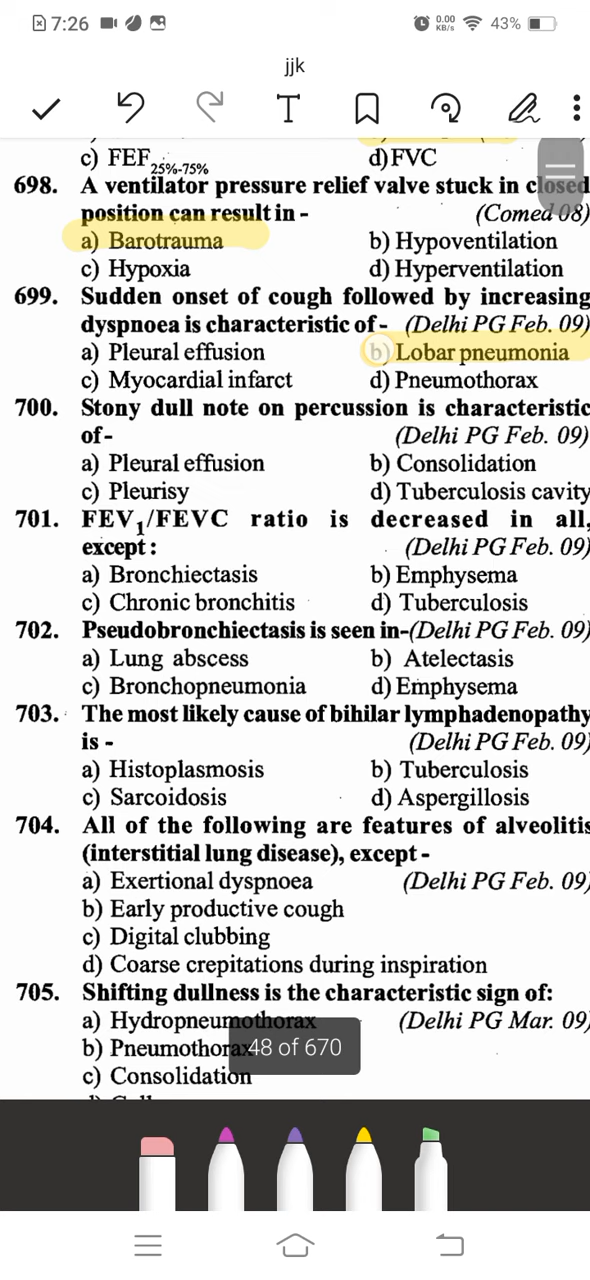 7:26
0.00
KB/s
43%
jjk
T
c) FEF25%-75% d) FVC
698. A ventilator pressure relief valve stuck in closed
position can result in - (Comed 08)
a) Barotrauma b) Hypoventilation
c) Hypoxia d) Hyperventilation
699. Sudden onset of cough followed by increasing
dyspnoea is characteristic of - (Delhi PG Feb. 09)
a) Pleural effusion b) Lobar pneumonia
c) Myocardial infarct d) Pneumothorax
700. Stony dull note on percussion is characteristic
of - (Delhi PG Feb. 09)
a) Pleural effusion b) Consolidation
c) Pleurisy d) Tuberculosis cavity
701. FEV1/FEVC ratio is decreased in all,
except : (Delhi PG Feb. 09)
a) Bronchiectasis b) Emphysema
c) Chronic bronchitis d) Tuberculosis
702. Pseudobronchiectasis is seen in-(Delhi PG Feb. 09)
a) Lung abscess b) Atelectasis
c) Bronchopneumonia d) Emphysema
703. The most likely cause of bihilar lymphadenopathy
is - (Delhi PG Feb. 09)
a) Histoplasmosis b) Tuberculosis
c) Sarcoidosis d) Aspergillosis
704. All of the following are features of alveolitis
(interstitial lung disease), except -
a) Exertional dyspnoea (Delhi PG Feb. 09)
b) Early productive cough
c) Digital clubbing
d) Coarse crepitations during inspiration
705. Shifting dullness is the characteristic sign of:
a) Hydropneumothorax (Delhi PG Mar. 09)
b) Pneumothorax
48 of 670
c) Consolidation